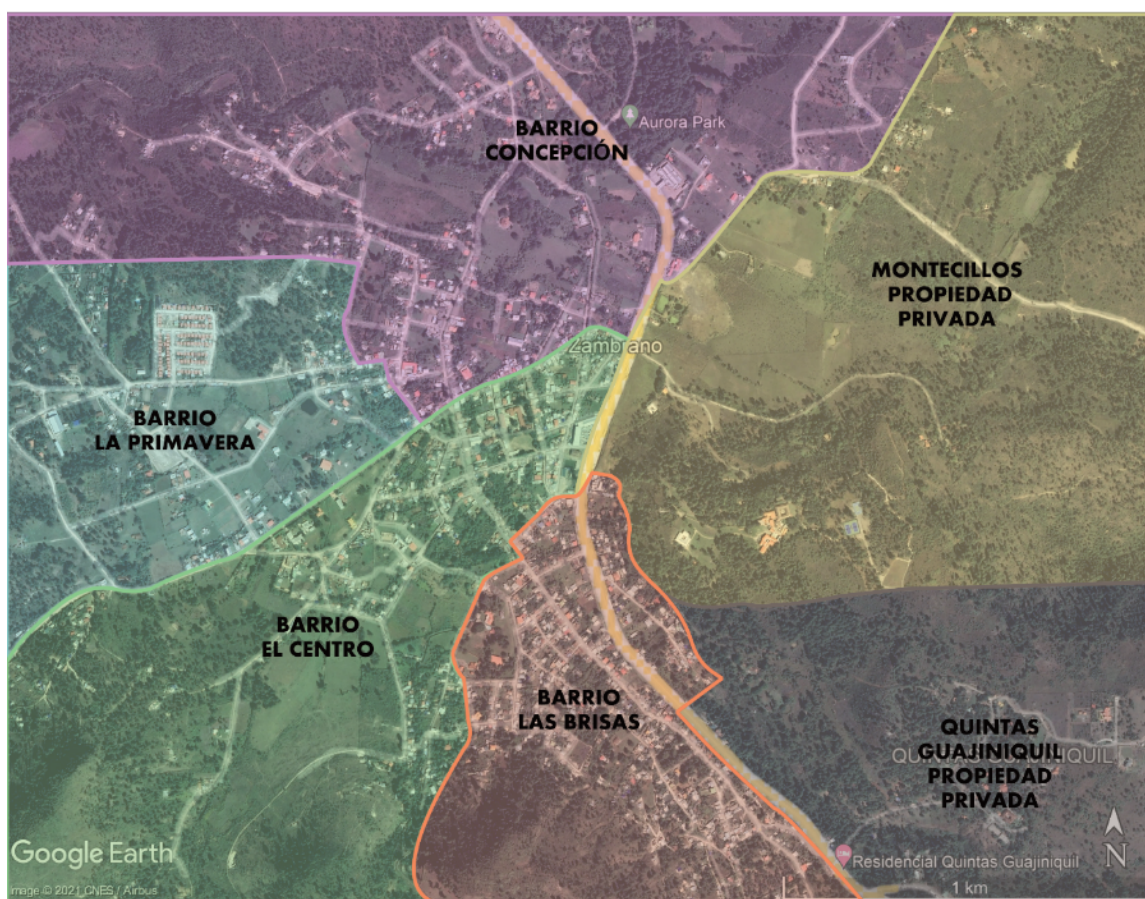 BARRIO
CONCEPCIÓN
Aurora Park
MONTECILLOS
PROPIEDAD
PRIVADA
Zambrano
BARRIO
LA PRIMAVERA
BARRIO
EL CENTRO
BARRIO
LAS BRISAS
QUINTAS
GUAJINIQUIL
QUINTAS GUAJINIQUIL
PROPIEDAD
PRIVADA
N
Google Earth
Residencial Quintas Guajiniquil
Image © 2021 CNES / Airbus
1 km